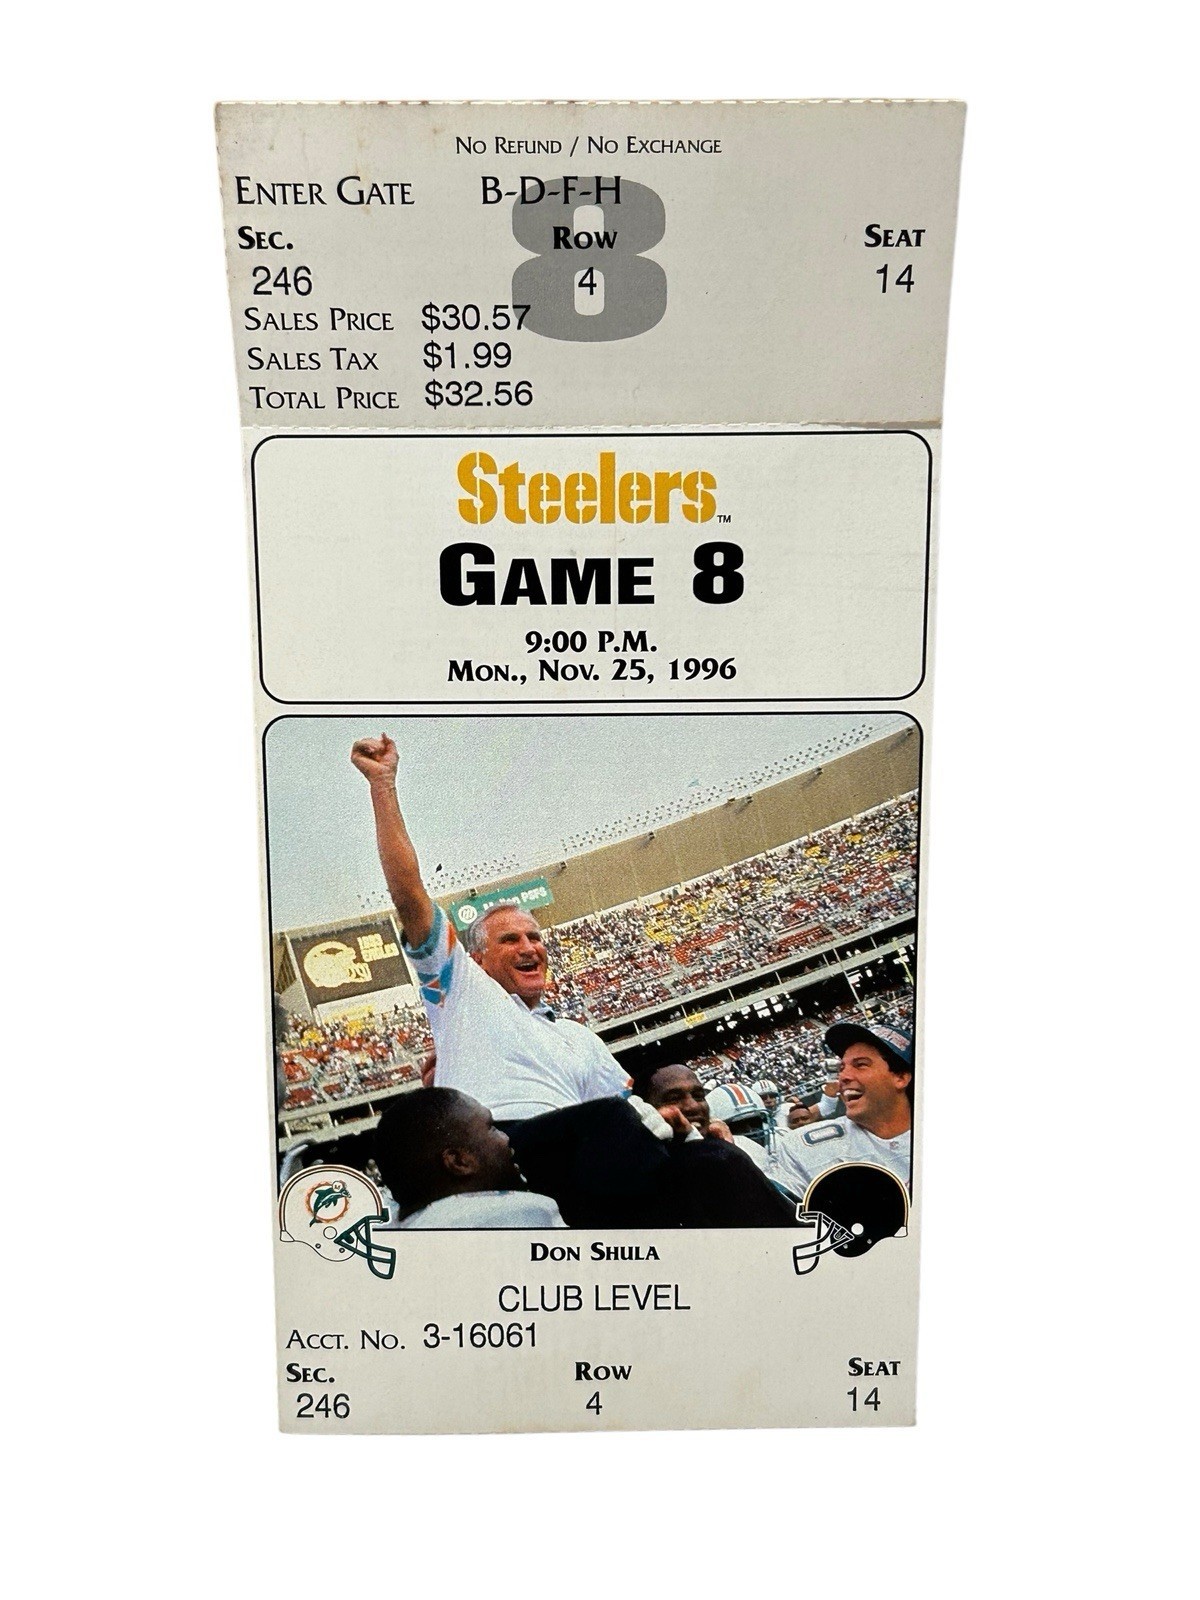 No Refund / No Exchange
Enter Gate B-D-F-H
8
Sec. Row Seat
246 4 14
Sales Price $30.57
Sales Tax $1.99
Total Price $32.56
Steelers™
Game 8
9:00 P.M.
Mon., Nov. 25, 1996
Don Shula
CLUB LEVEL
Acct. No. 3-16061
Sec. Row Seat
246 4 14